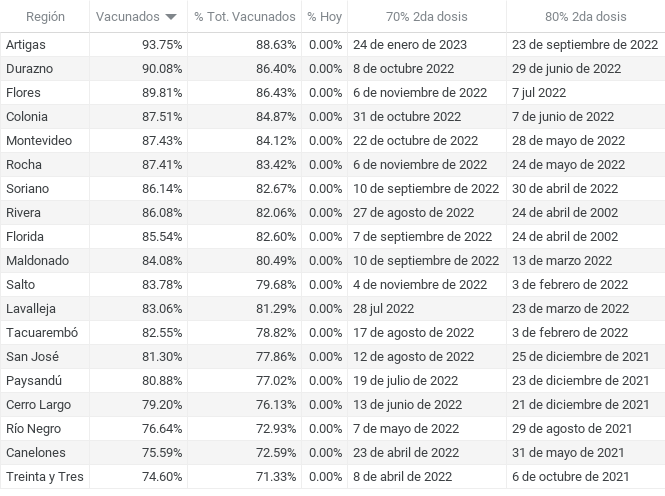 Región Vacunados % Tot. Vacunados % Hoy 70% 2da dosis 80% 2da dosis
Artigas 93.75% 88.63% 0.00% 24 de enero de 2023 23 de septiembre de 2022
Durazno 90.08% 86.40% 0.00% 8 de octubre 2022 29 de junio de 2022
Flores 89.81% 86.43% 0.00% 6 de noviembre de 2022 7 jul 2022
Colonia 87.51% 84.87% 0.00% 31 de octubre 2022 7 de junio de 2022
Montevideo 87.43% 84.12% 0.00% 22 de octubre de 2022 28 de mayo de 2022
Rocha 87.41% 83.42% 0.00% 6 de noviembre de 2022 24 de mayo de 2022
Soriano 86.14% 82.67% 0.00% 10 de septiembre de 2022 30 de abril de 2022
Rivera 86.08% 82.06% 0.00% 27 de agosto de 2022 24 de abril de 2002
Florida 85.54% 82.60% 0.00% 7 de septiembre de 2022 24 de abril de 2002
Maldonado 84.08% 80.49% 0.00% 10 de septiembre de 2022 13 de marzo 2022
Salto 83.78% 79.68% 0.00% 4 de noviembre de 2022 3 de febrero de 2022
Lavalleja 83.06% 81.29% 0.00% 28 jul 2022 23 de marzo de 2022
Tacuarembó 82.55% 78.82% 0.00% 17 de agosto de 2022 3 de febrero de 2022
San José 81.30% 77.86% 0.00% 12 de agosto de 2022 25 de diciembre de 2021
Paysandú 80.88% 77.02% 0.00% 19 de julio de 2022 23 de diciembre de 2021
Cerro Largo 79.20% 76.13% 0.00% 13 de junio de 2022 21 de diciembre de 2021
Río Negro 76.64% 72.93% 0.00% 7 de mayo de 2022 29 de agosto de 2021
Canelones 75.59% 72.59% 0.00% 23 de abril de 2022 31 de mayo de 2021
Treinta y Tres 74.60% 71.33% 0.00% 8 de abril de 2022 6 de octubre de 2021